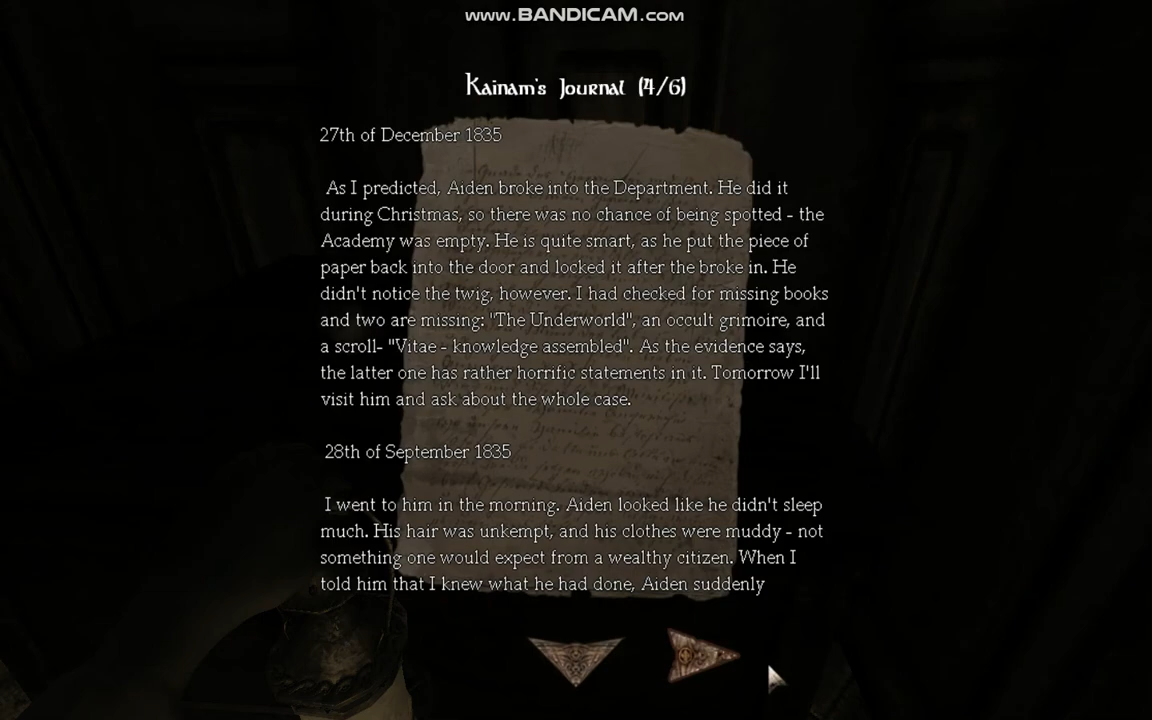 www.BANDICAM.com
Kainam's Journal (4/6)
27th of December 1835
As I predicted, Aiden broke into the Department. He did it
during Christmas, so there was no chance of being spotted - the
Academy was empty. He is quite smart, as he put the piece of
paper back into the door and locked it after the broke in. He
didn't notice the twig, however. I had checked for missing books
and two are missing: "The Underworld", an occult grimoire, and
a scroll- "Vitae - knowledge assembled". As the evidence says,
the latter one has rather horrific statements in it. Tomorrow I'll
visit him and ask about the whole case.
28th of September 1835
I went to him in the morning. Aiden looked like he didn't sleep
much. His hair was unkempt, and his clothes were muddy - not
something one would expect from a wealthy citizen. When I
told him that I knew what he had done, Aiden suddenly